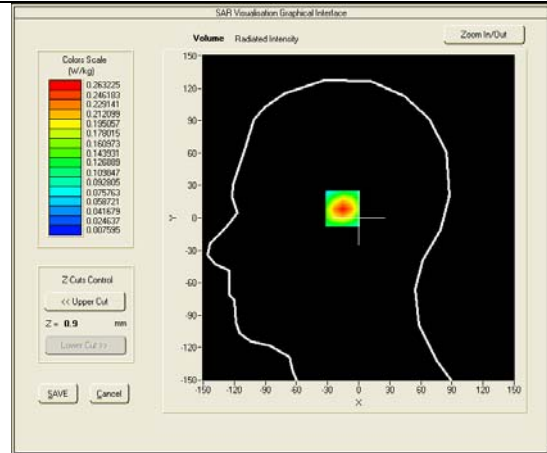 SAR Visualisation Graphical Interface
Volume Radiated Intensity
Zoom In/Out
Colors Scale
(W/kg)
0.263225
0.246183
0.229141
0.212099
0.195057
0.178015
0.160973
0.143931
0.126889
0.109847
0.092805
0.075763
0.058721
0.041679
0.024637
0.007595
Z Cuts Control
<< Upper Cut
Z = 0.9 mm
Lower Cut >>
SAVE
Cancel
150
120
90
60
30
0
-30
-60
-90
-120
-150
Y
-150 -120 -90 -60 -30 0 30 60 90 120 150
X